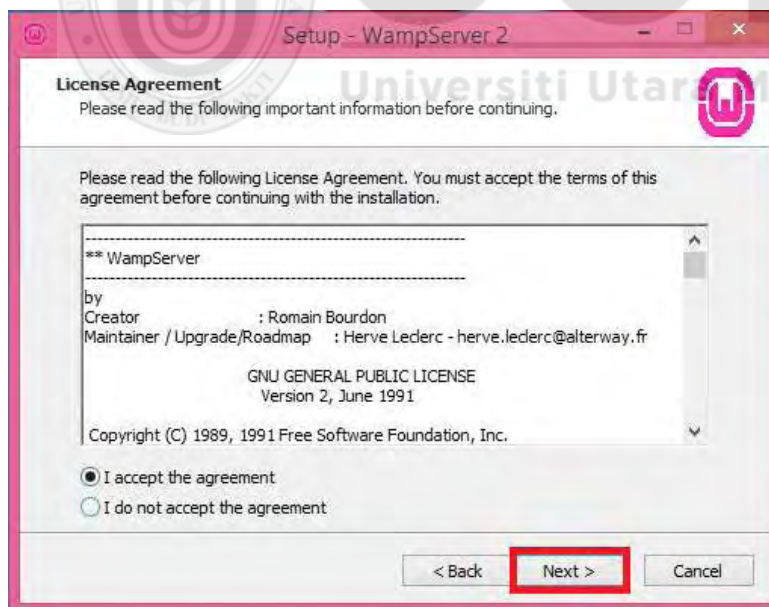 Setup - WampServer 2
Universiti Utara M
License Agreement
Please read the following important information before continuing.
Please read the following License Agreement. You must accept the terms of this
agreement before continuing with the installation.
----------------------------------------------------------------
** WampServer
----------------------------------------------------------------
by
Creator : Romain Bourdon
Maintainer / Upgrade/Roadmap : Herve Leclerc - herve.leclerc@alterway.fr
GNU GENERAL PUBLIC LICENSE
Version 2, June 1991
Copyright (C) 1989, 1991 Free Software Foundation, Inc.
I accept the agreement
I do not accept the agreement
< Back
Next >
Cancel